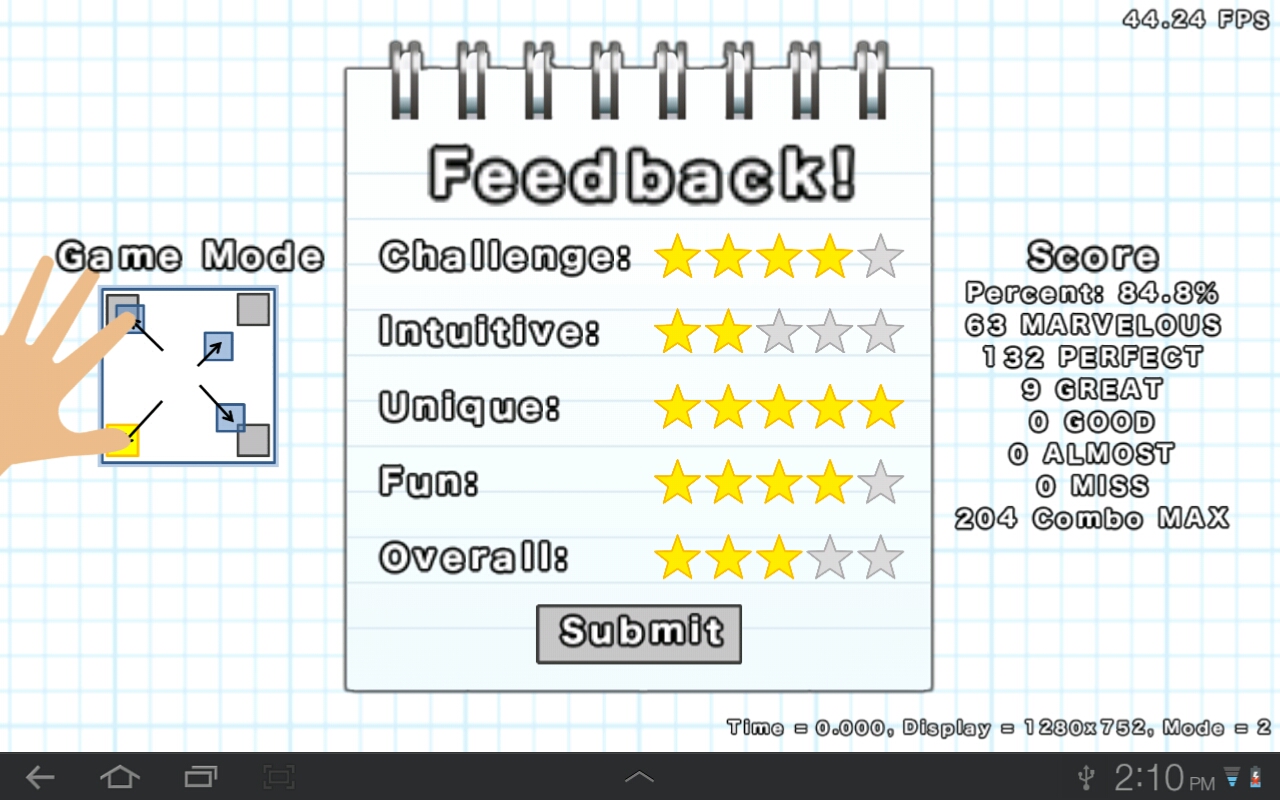 44.24 FPS
Feedback!
Game Mode
Challenge:
Intuitive:
Unique:
Fun:
Overall:
Submit
Score
Percent: 84.8%
63 MARVELOUS
132 PERFECT
9 GREAT
0 GOOD
0 ALMOST
0 MISS
204 Combo MAX
Time = 0.000, Display = 1280x752, Mode = 2
2:10 PM